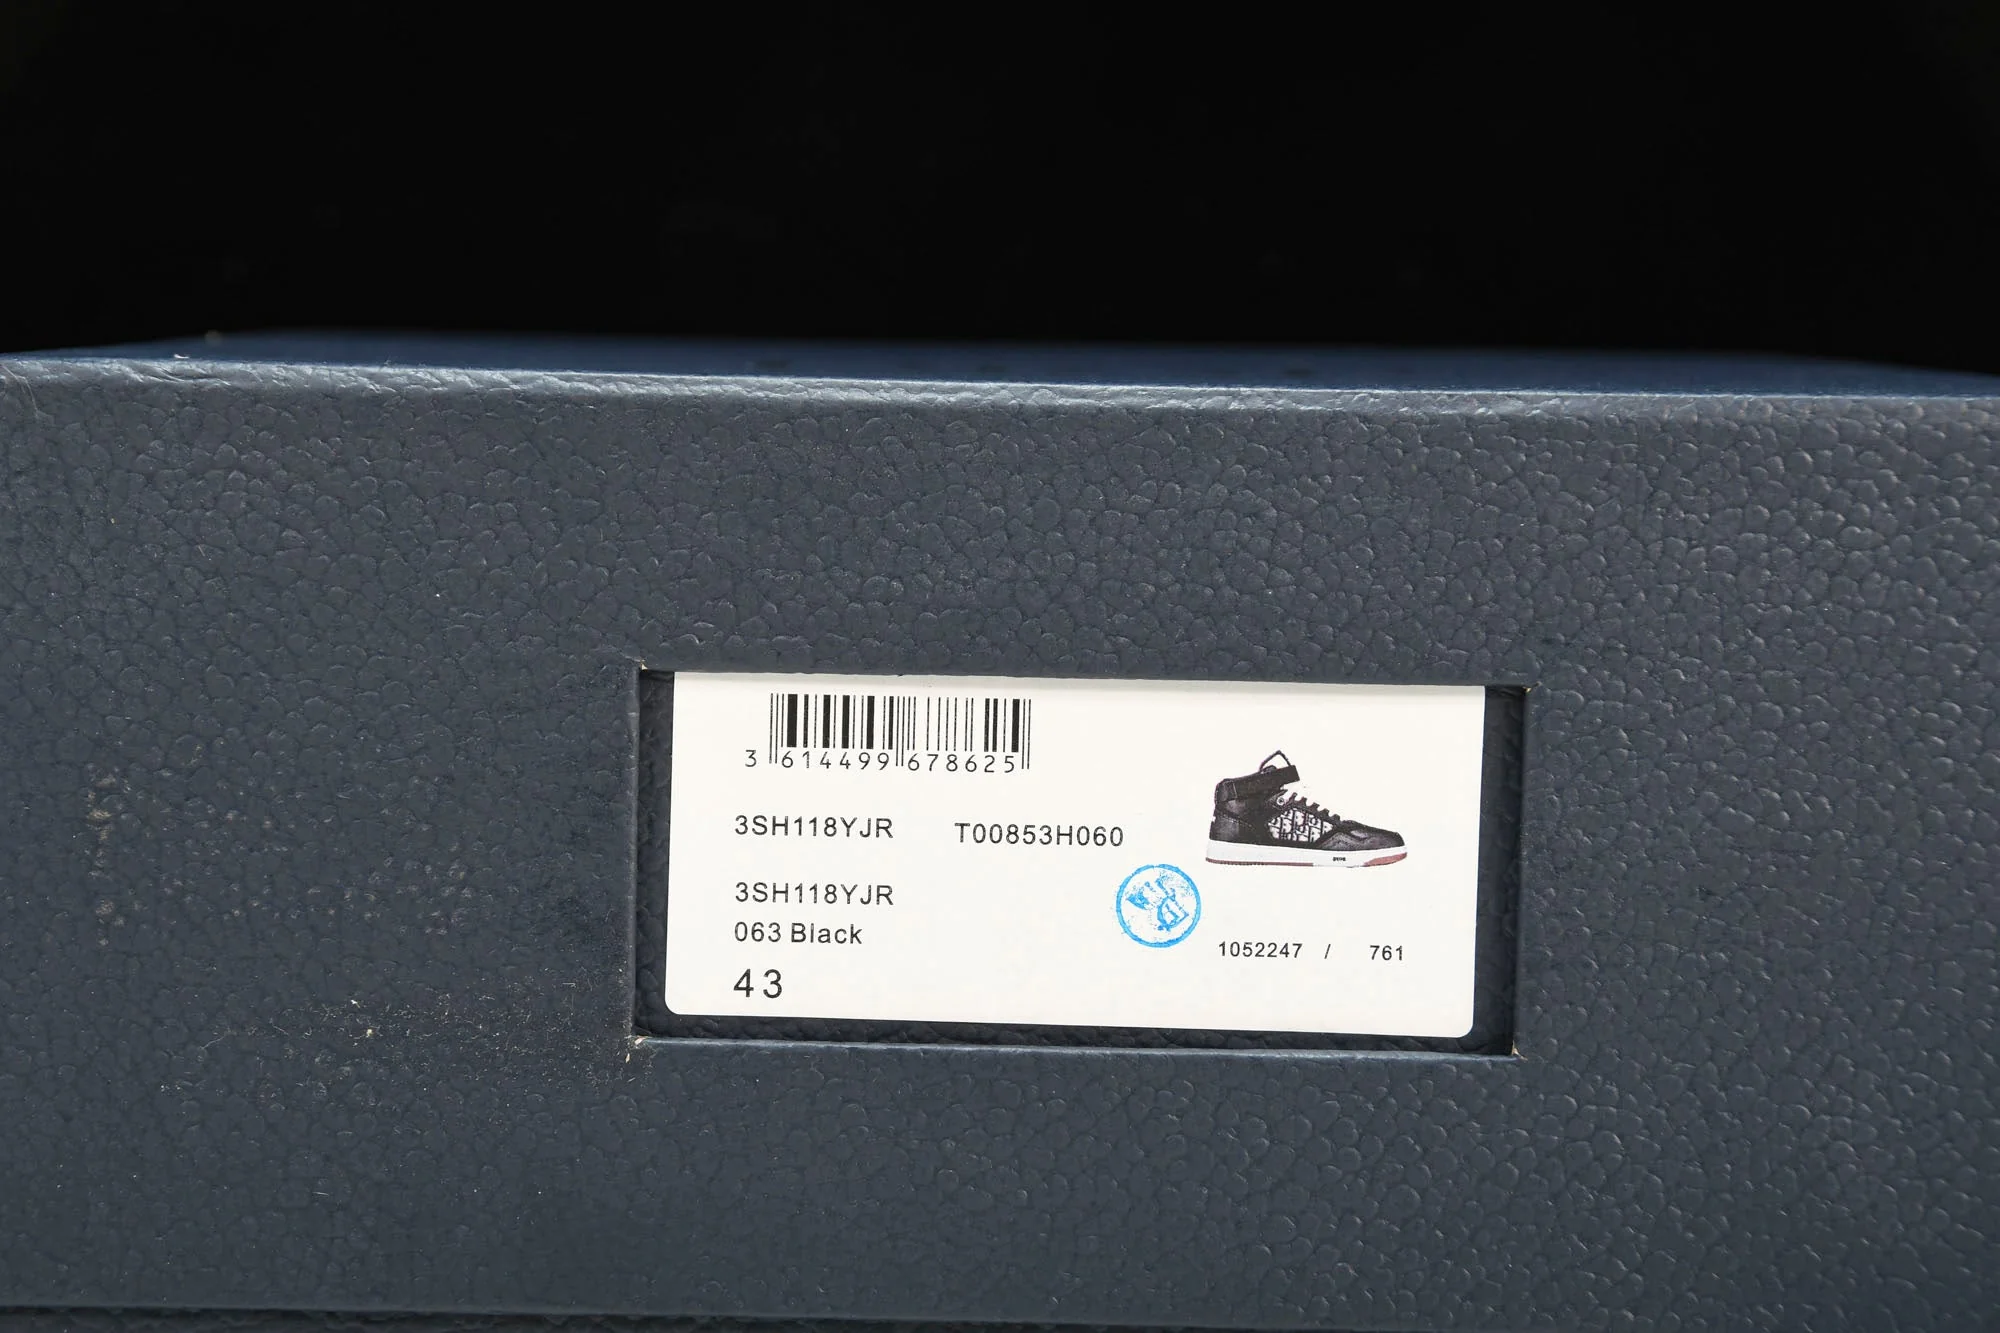 3 614499 678625
3SH118YJR T00853H060
3SH118YJR
063 Black
1052247 / 761
43